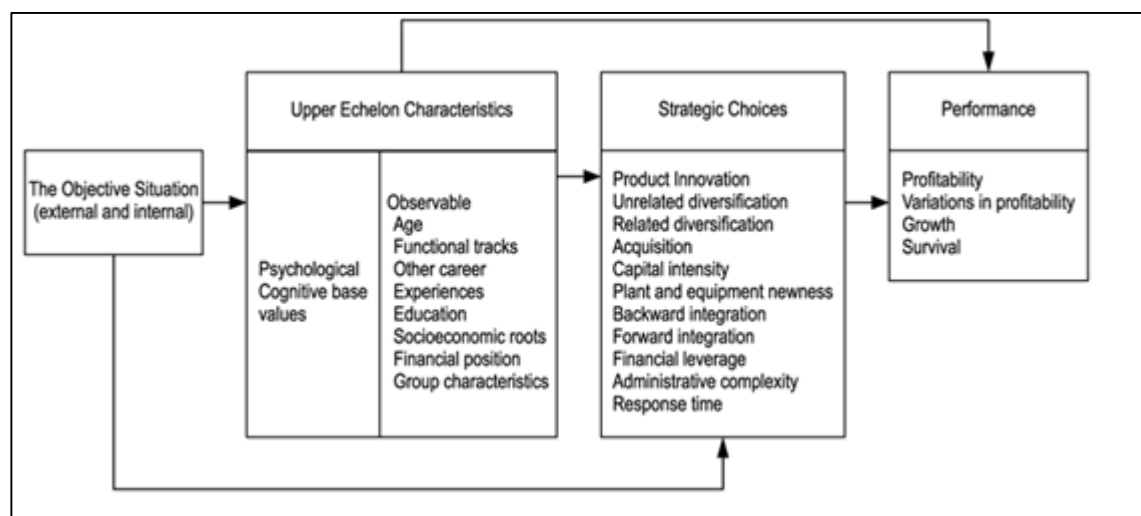 Upper Echelon Characteristics
Strategic Choices
Performance
The Objective Situation
(external and internal)
Psychological
Cognitive base
values
Observable
Age
Functional tracks
Other career
Experiences
Education
Socioeconomic roots
Financial position
Group characteristics
Product Innovation
Unrelated diversification
Related diversification
Acquisition
Capital intensity
Plant and equipment newness
Backward integration
Forward integration
Financial leverage
Administrative complexity
Response time
Profitability
Variations in profitability
Growth
Survival